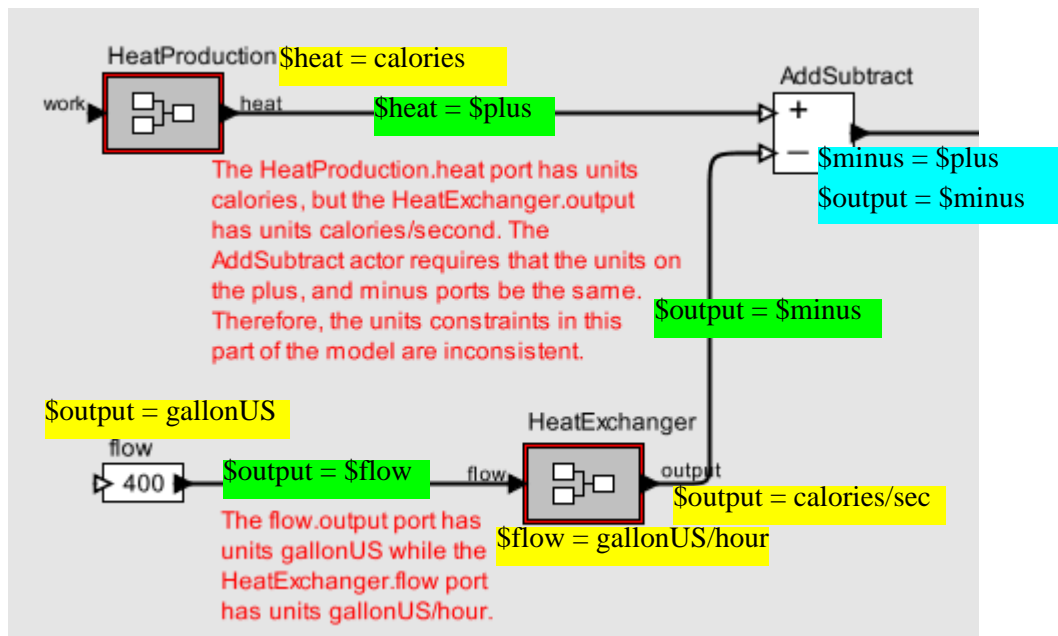 HeatProduction
$heat = calories
AddSubtract
work
heat
$heat = $plus
+
−
$minus = $plus
$output = $minus
The HeatProduction.heat port has units
calories, but the HeatExchanger.output
has units calories/second. The
AddSubtract actor requires that the units on
the plus, and minus ports be the same.
Therefore, the units constraints in this
part of the model are inconsistent.
$output = $minus
$output = gallonUS
HeatExchanger
flow
400
$output = $flow
flow
output
$output = calories/sec
$flow = gallonUS/hour
The flow.output port has
units gallonUS while the
HeatExchanger.flow port
has units gallonUS/hour.